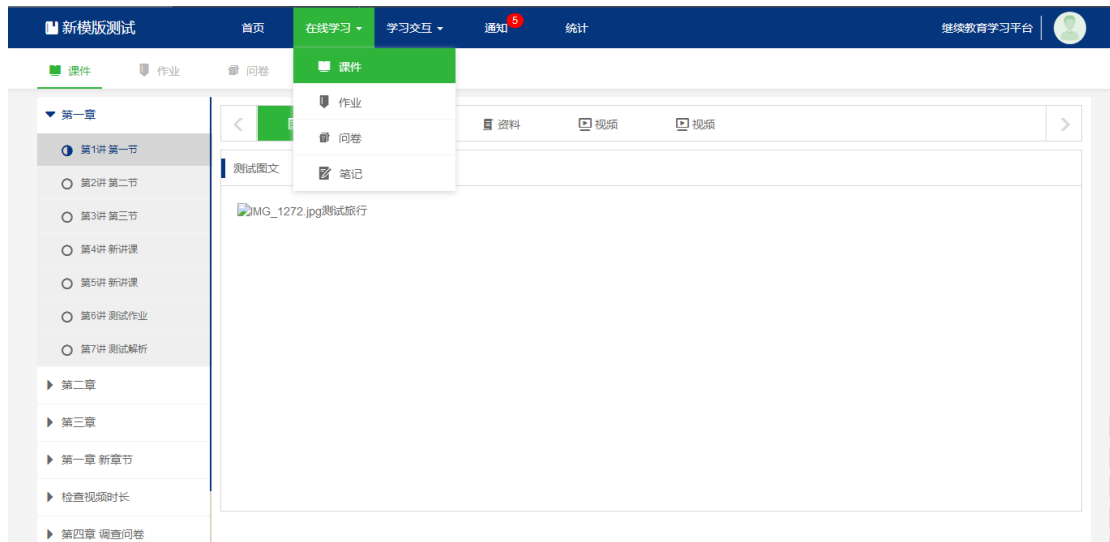 新模版测试 首页 在线学习 学习交互 通知 5 统计 继续教育学习平台
课件 作业 问卷
课件
作业
问卷
笔记
第一章
第1讲 第一节
第2讲 第二节
第3讲 第三节
第4讲 新讲课
第5讲 新讲课
第6讲 测试作业
第7讲 测试解析
第二章
第三章
第一章 新章节
检查视频时长
第四章 调查问卷
资料 视频 视频
测试图文
IMG_1272.jpg测试旅行